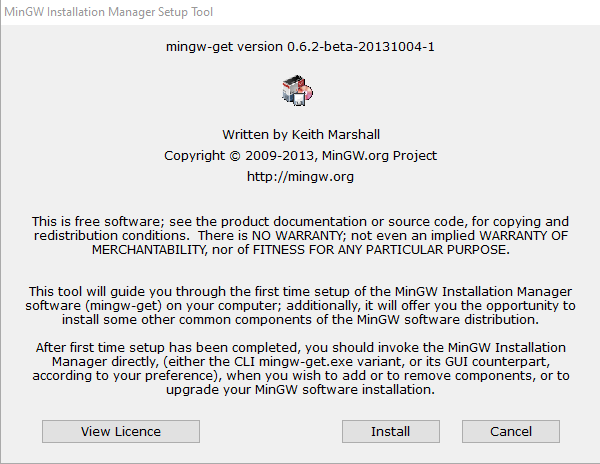 MinGW Installation Manager Setup Tool
mingw-get version 0.6.2-beta-20131004-1
Written by Keith Marshall
Copyright © 2009-2013, MinGW.org Project
http://mingw.org
This is free software; see the product documentation or source code, for copying and
redistribution conditions.  There is NO WARRANTY; not even an implied WARRANTY OF
MERCHANTABILITY, nor of FITNESS FOR ANY PARTICULAR PURPOSE.
This tool will guide you through the first time setup of the MinGW Installation Manager
software (mingw-get) on your computer; additionally, it will offer you the opportunity to
install some other common components of the MinGW software distribution.
After first time setup has been completed, you should invoke the MinGW Installation
Manager directly, (either the CLI mingw-get.exe variant, or its GUI counterpart,
according to your preference), when you wish to add or to remove components, or to
upgrade your MinGW software installation.
View Licence
Install
Cancel